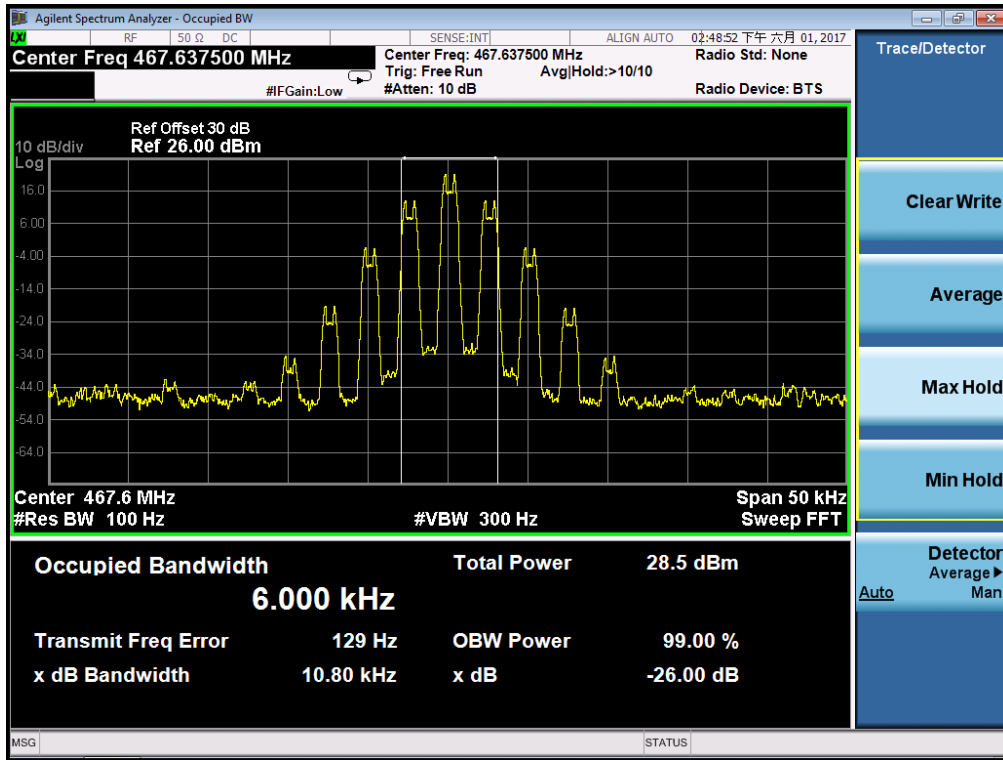 Agilent Spectrum Analyzer - Occupied BW
LXI RF 50 Ω DC SENSE:INT ALIGN AUTO 02:48:52 下午 六月 01, 2017
Center Freq 467.637500 MHz
Center Freq: 467.637500 MHz
Radio Std: None
Trig: Free Run Avg|Hold:>10/10
#IFGain:Low
#Atten: 10 dB
Radio Device: BTS
Ref Offset 30 dB
10 dB/div Ref 26.00 dBm
Log
16.0
6.00
-4.00
-14.0
-24.0
-34.0
-44.0
-54.0
-64.0
Center 467.6 MHz Span 50 kHz
#Res BW 100 Hz #VBW 300 Hz Sweep FFT
Occupied Bandwidth Total Power 28.5 dBm
6.000 kHz
Transmit Freq Error 129 Hz OBW Power 99.00 %
x dB Bandwidth 10.80 kHz x dB -26.00 dB
MSG STATUS
Trace/Detector
Clear Write
Average
Max Hold
Min Hold
Detector
Average
Auto Man